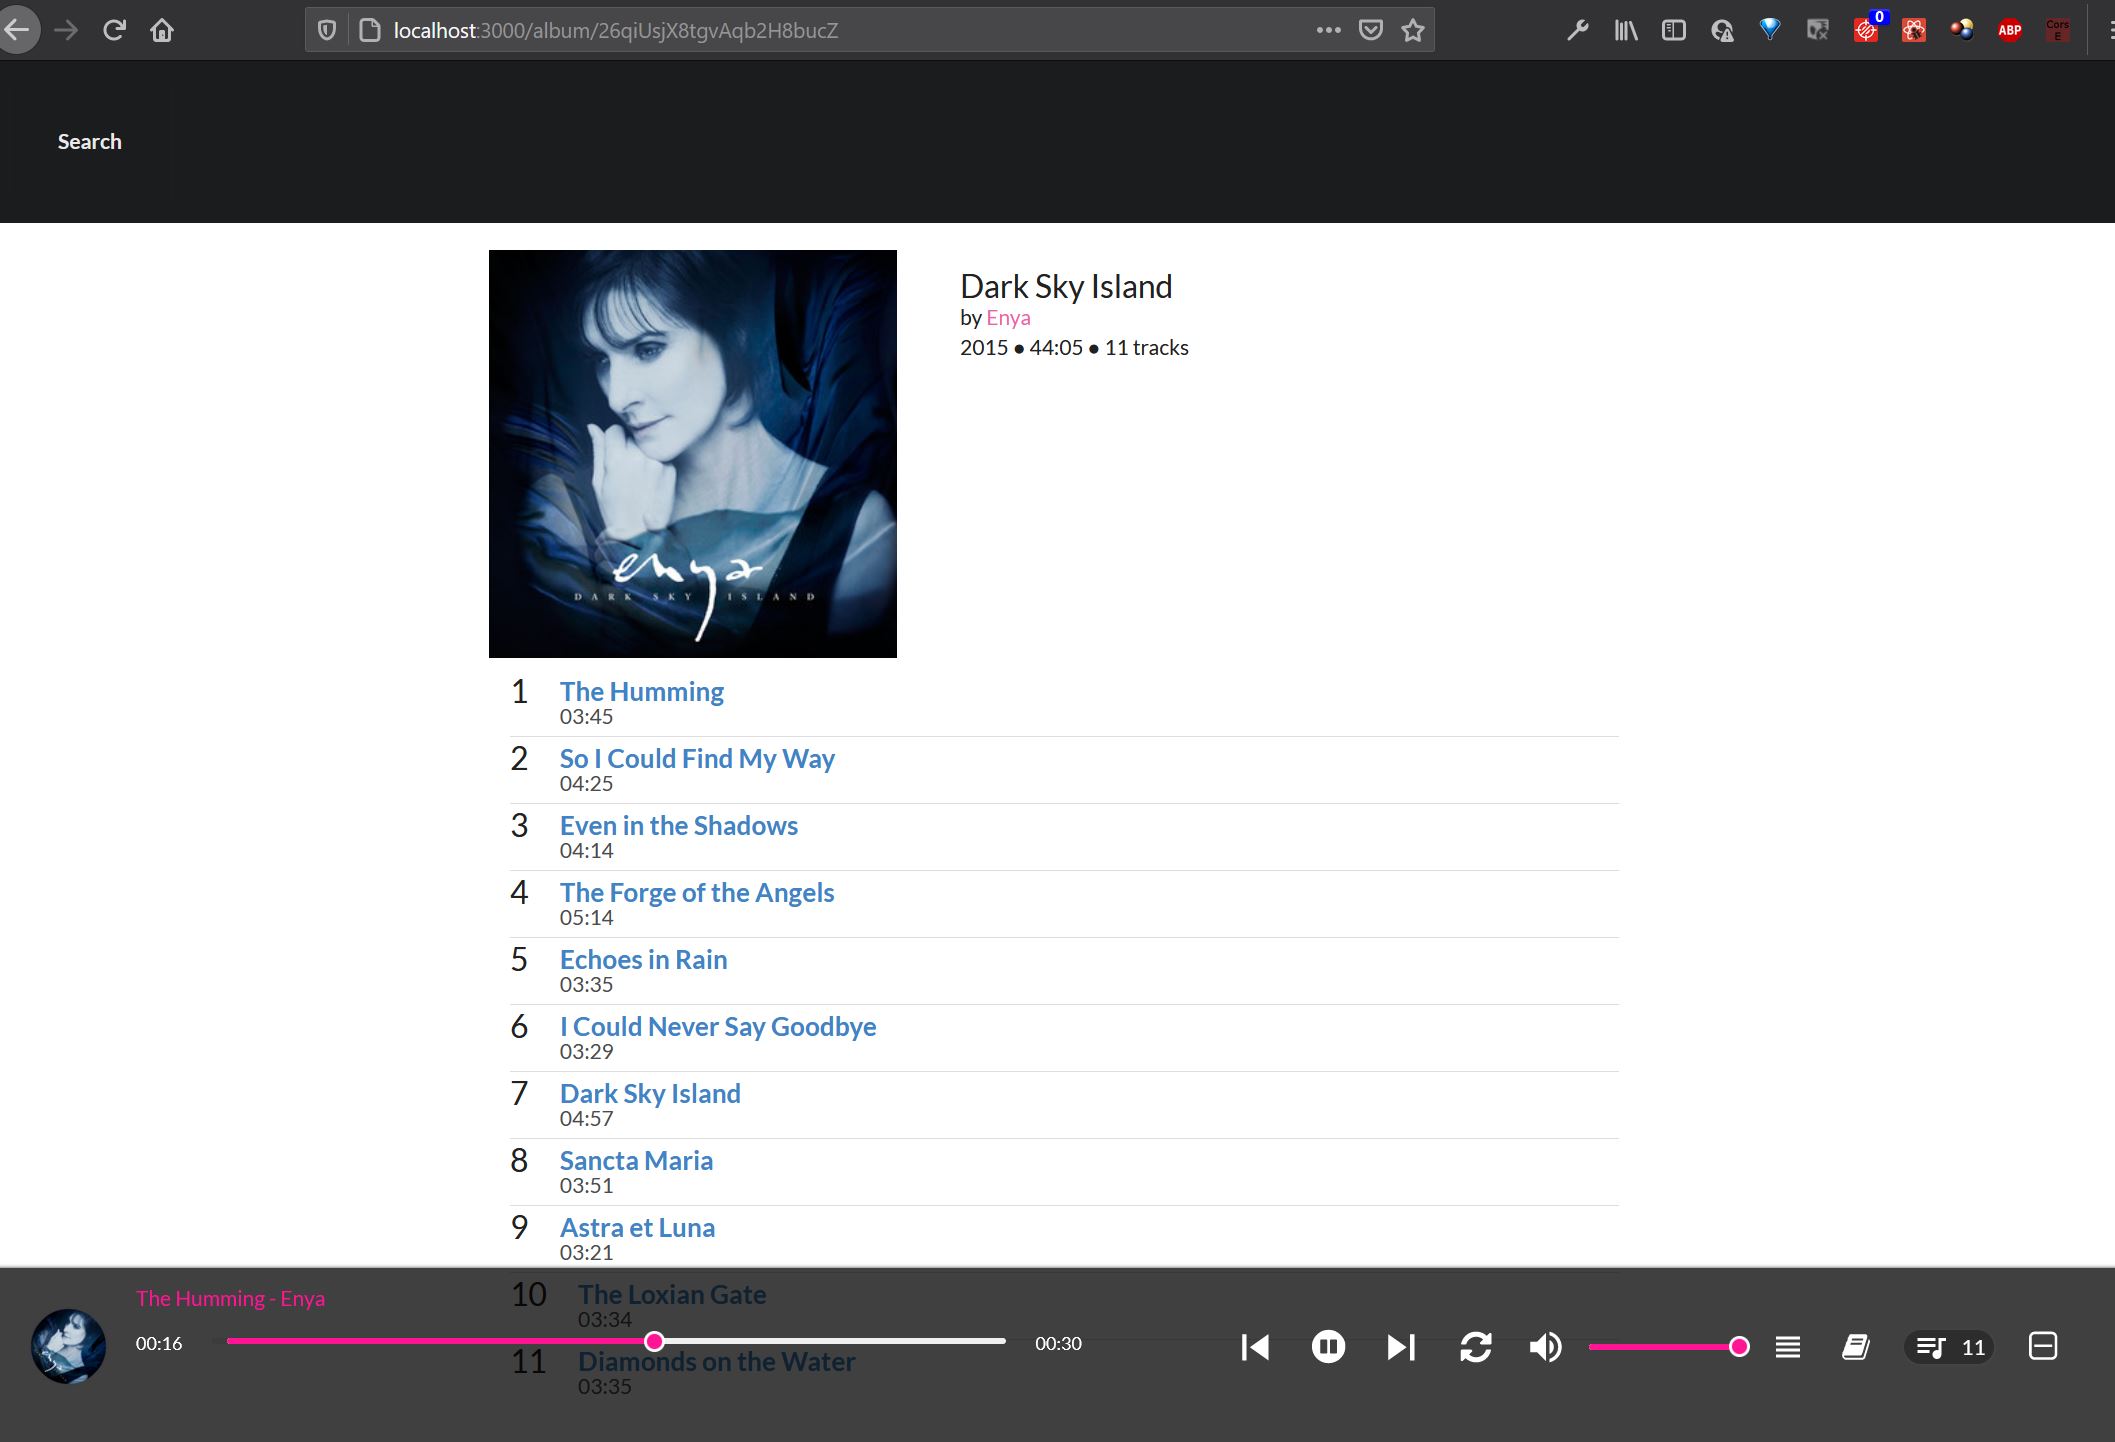 localhost:3000/album/26qiUsjX8tgvAqb2H8bucZ
0
ABP
Cors
E
Search
Dark Sky Island
by Enya
2015 ● 44:05 ● 11 tracks
enya
DARK SKY ISLAND
1 The Humming
03:45
2 So I Could Find My Way
04:25
3 Even in the Shadows
04:14
4 The Forge of the Angels
05:14
5 Echoes in Rain
03:35
6 I Could Never Say Goodbye
03:29
7 Dark Sky Island
04:57
8 Sancta Maria
03:51
9 Astra et Luna
03:21
10 The Loxian Gate
03:34
11 Diamonds on the Water
03:35
The Humming - Enya
00:16
00:30
11